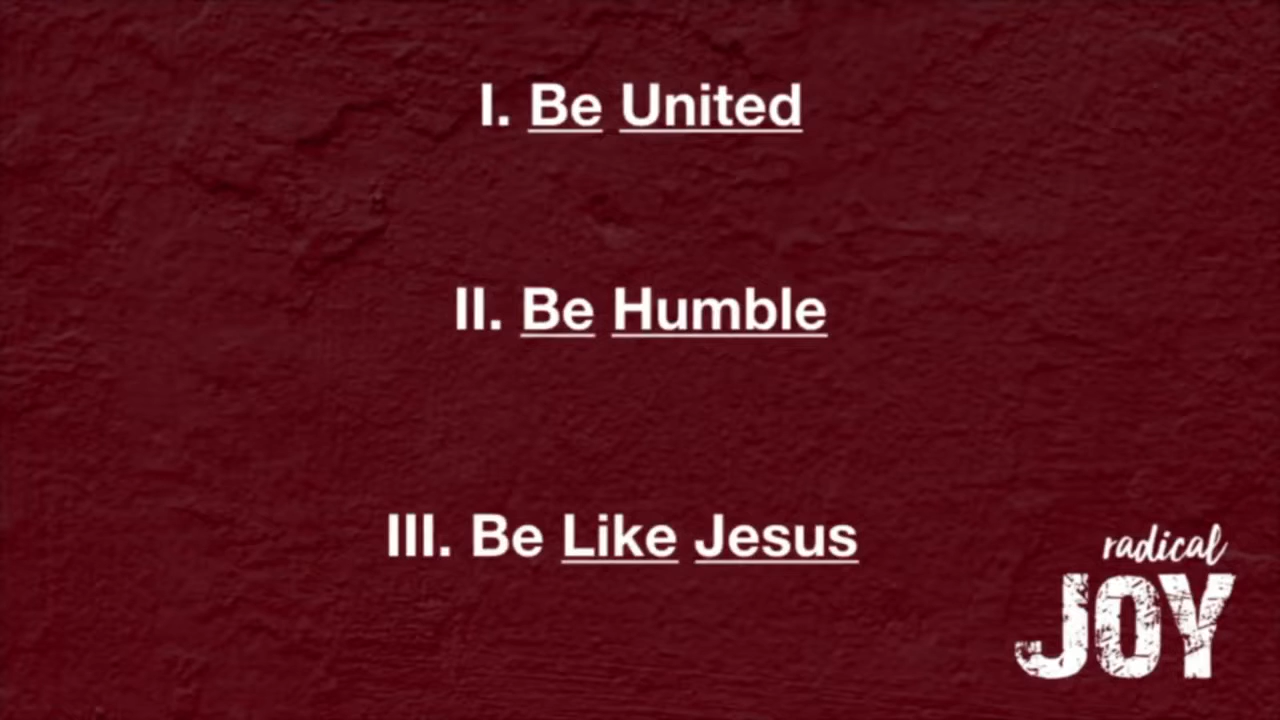 I. Be United
II. Be Humble
III. Be Like Jesus
radical
JOY